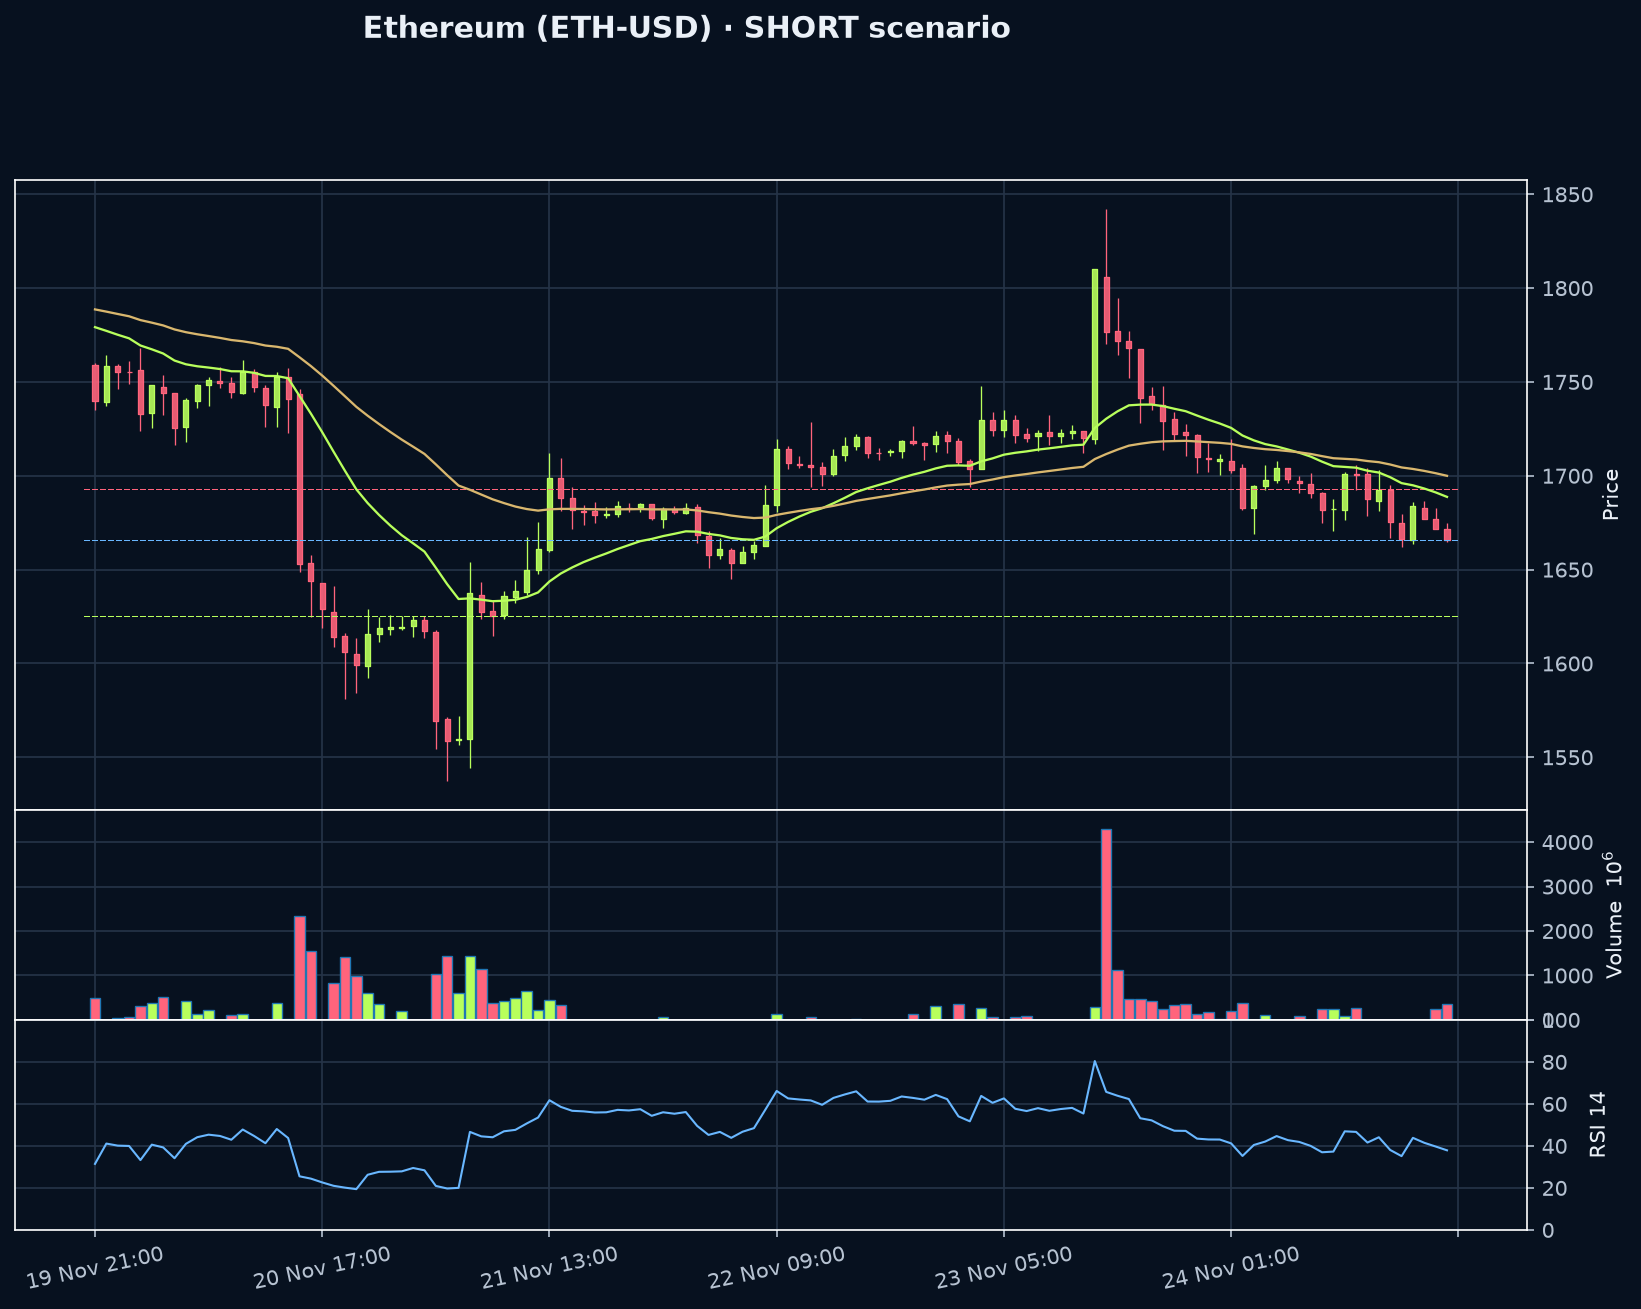 Ethereum (ETH-USD) · SHORT scenario
1850
1800
1750
1700
1650
1600
1550
Price
4000
3000
2000
1000
0
Volume 10⁶
100
80
60
40
20
0
RSI 14
19 Nov 21:00
20 Nov 17:00
21 Nov 13:00
22 Nov 09:00
23 Nov 05:00
24 Nov 01:00